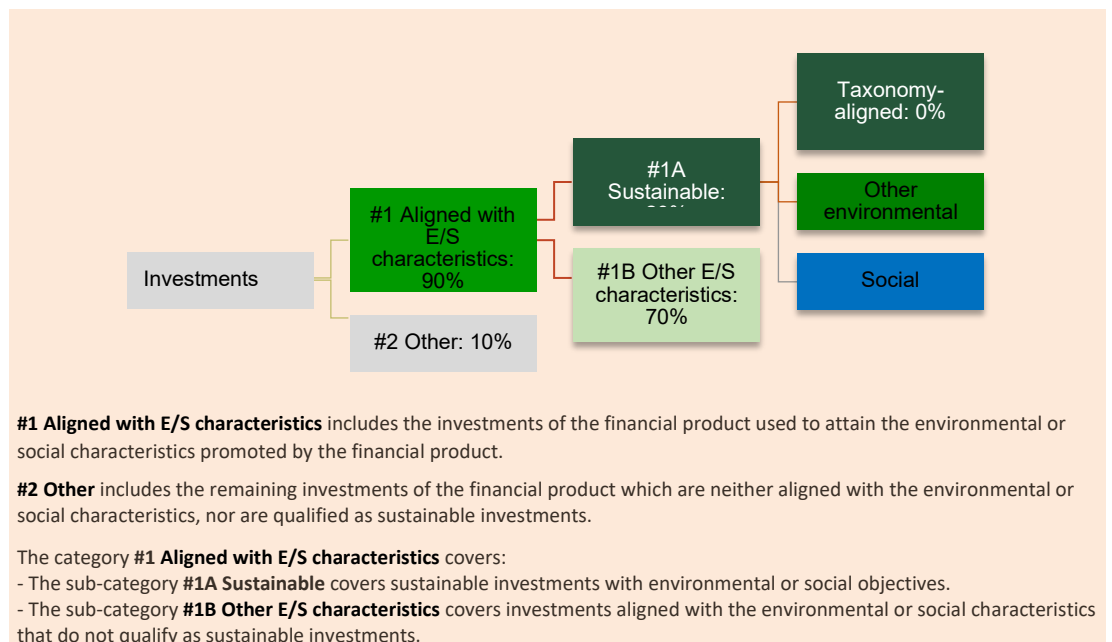 Taxonomy-
aligned: 0%
#1A
Sustainable:
#1 Aligned with
E/S
characteristics:
90%
Other
environmental
Investments
#1B Other E/S
characteristics:
70%
Social
#2 Other: 10%
#1 Aligned with E/S characteristics includes the investments of the financial product used to attain the environmental or
social characteristics promoted by the financial product.
#2 Other includes the remaining investments of the financial product which are neither aligned with the environmental or
social characteristics, nor are qualified as sustainable investments.
The category #1 Aligned with E/S characteristics covers:
- The sub-category #1A Sustainable covers sustainable investments with environmental or social objectives.
- The sub-category #1B Other E/S characteristics covers investments aligned with the environmental or social characteristics
that do not qualify as sustainable investments.